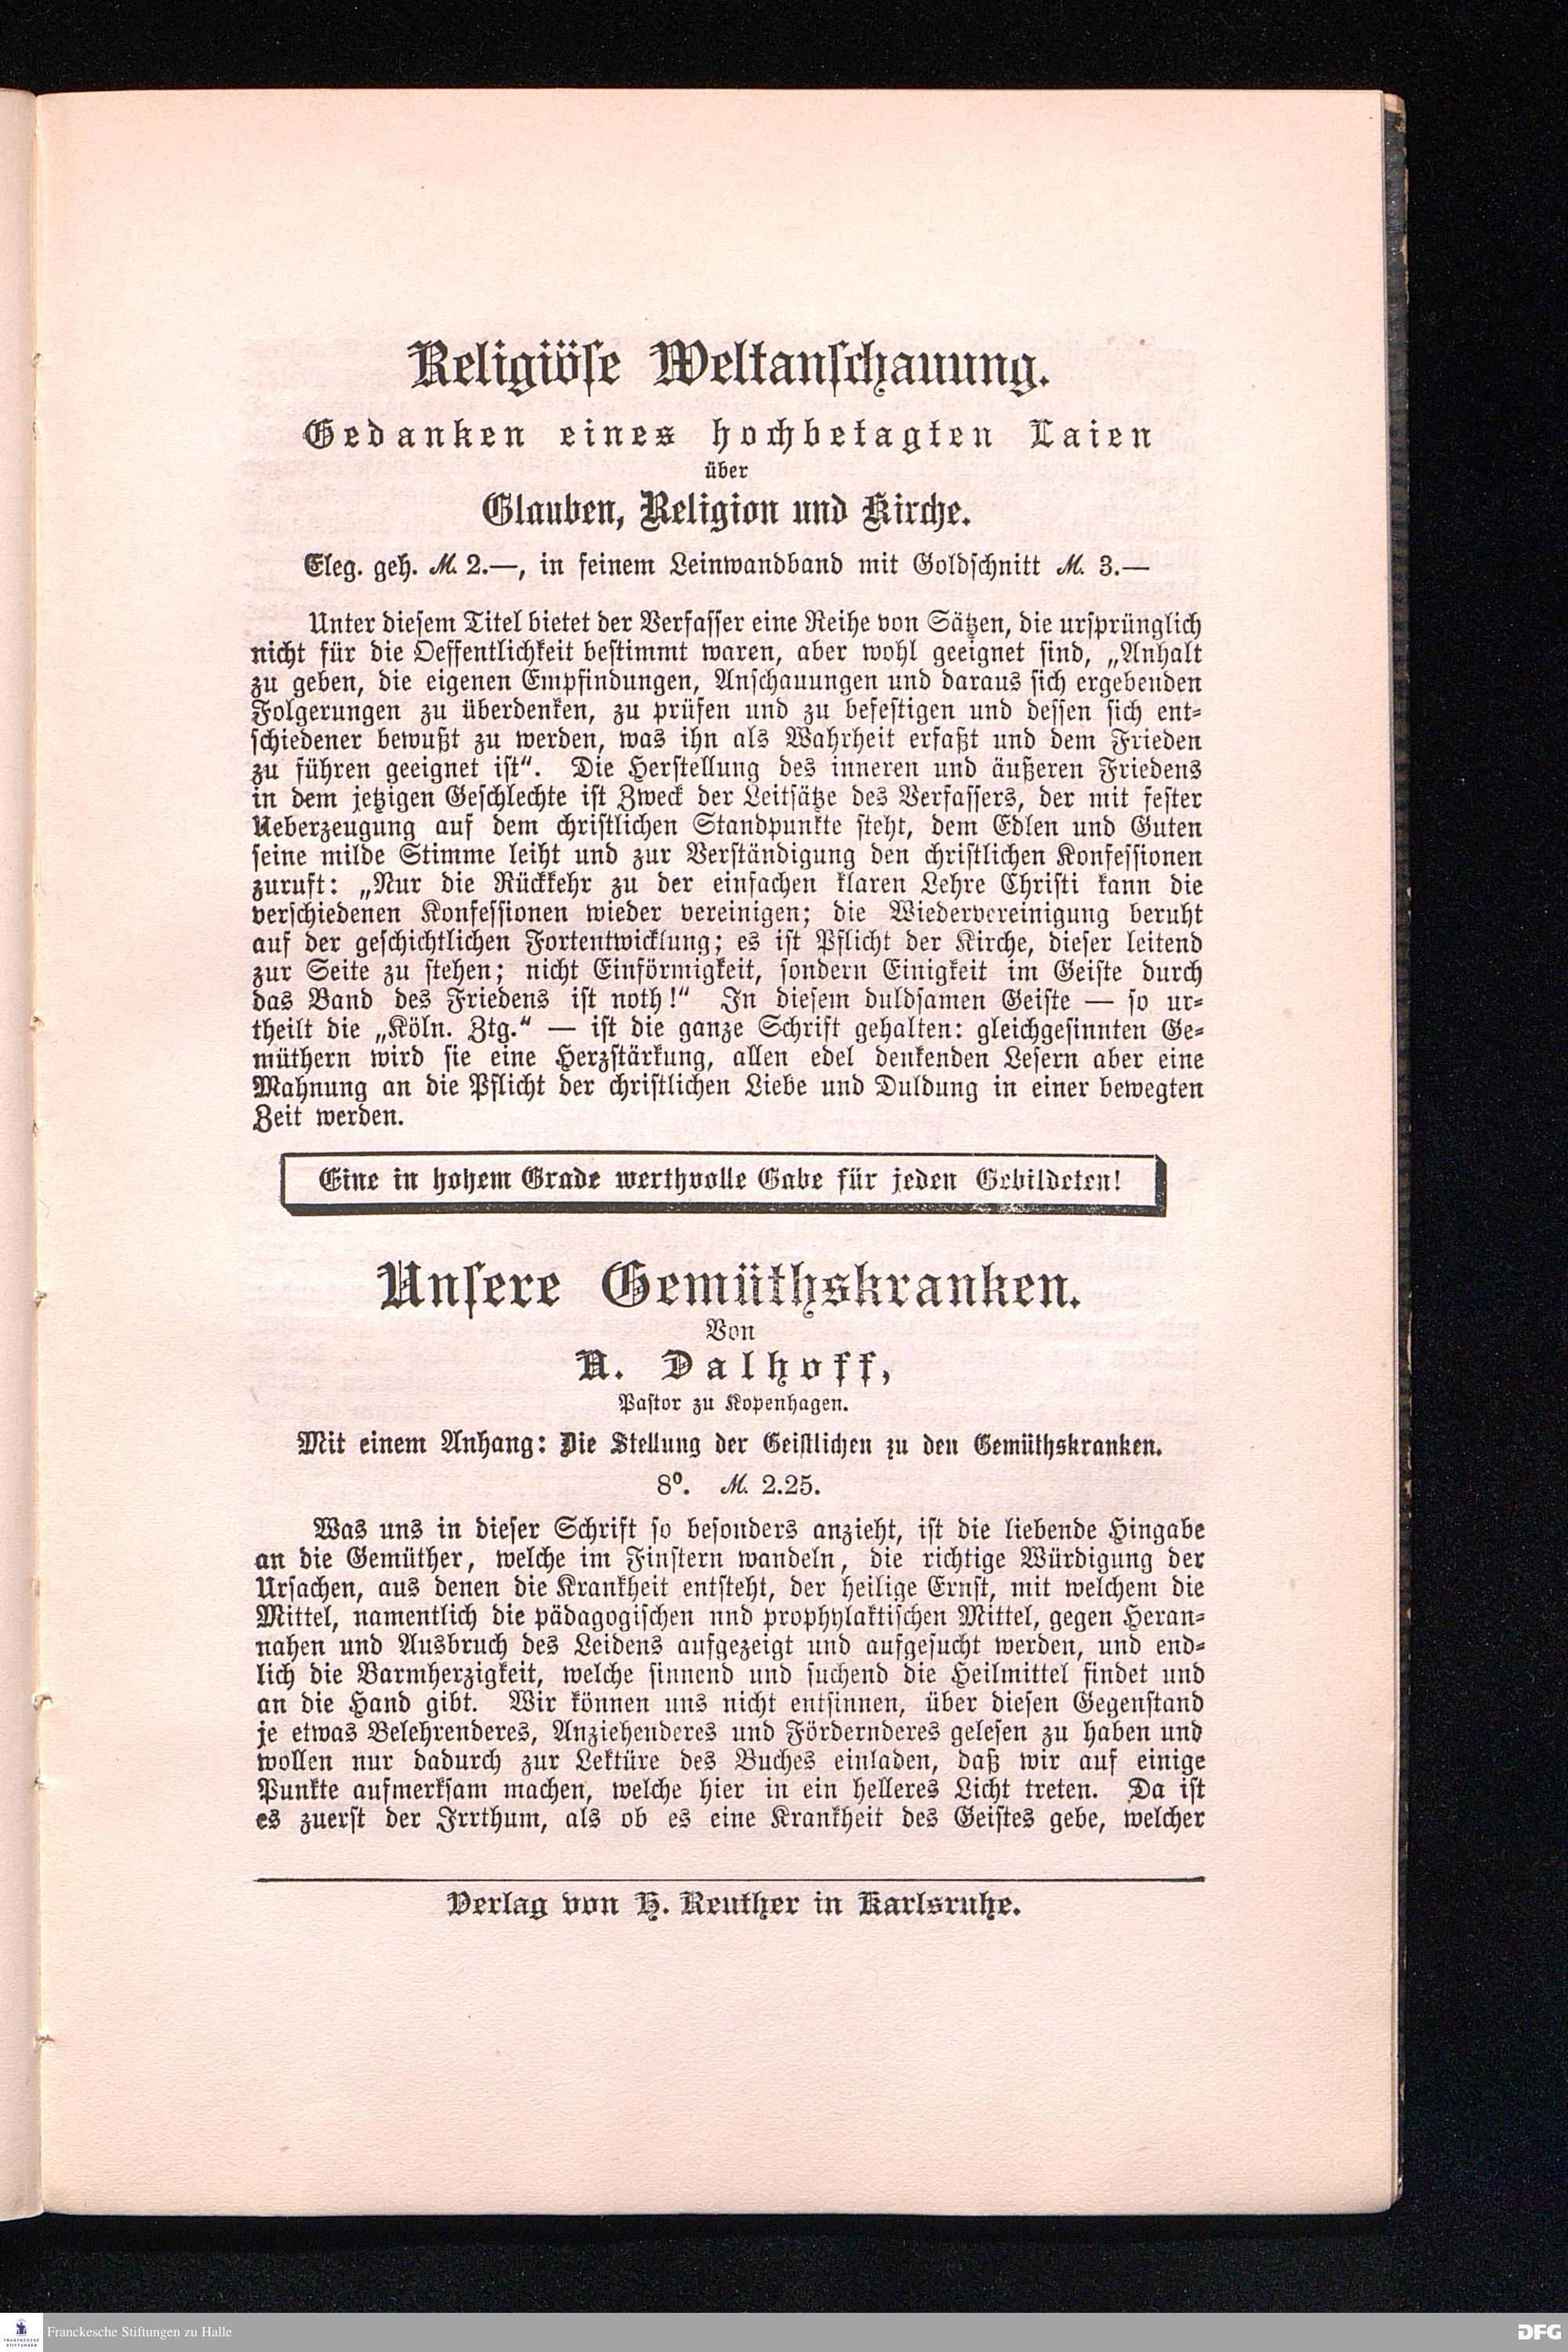 Religiöse Weltanschauung.
Gedanken eines hochbetagten Laien
über
Glauben, Religion und Kirche.
Eleg. geh. M. 2.—, in feinem Leinwandband mit Goldschnitt M. 3.—
Unter diesem Titel bietet der Verfasser eine Reihe von Sätzen, die ursprünglich
nicht für die Oeffentlichkeit bestimmt waren, aber wohl geeignet sind, „Anhalt
zu geben, die eigenen Empfindungen, Anschauungen und daraus sich ergebenden
Folgerungen zu überdenken, zu prüfen und zu befestigen und dessen sich ent-
schiedener bewußt zu werden, was ihn als Wahrheit erfaßt und dem Frieden
zu führen geeignet ist“. Die Herstellung des inneren und äußeren Friedens
in dem jetzigen Geschlechte ist Zweck der Leitsätze des Verfassers, der mit fester
Ueberzeugung auf dem christlichen Standpunkte steht, dem Edlen und Guten
seine milde Stimme leiht und zur Verständigung den christlichen Konfessionen
zuruft: „Nur die Rückkehr zu der einfachen klaren Lehre Christi kann die
verschiedenen Konfessionen wieder vereinigen; die Wiedervereinigung beruht
auf der geschichtlichen Fortentwicklung; es ist Pflicht der Kirche, dieser leitend
zur Seite zu stehen; nicht Einförmigkeit, sondern Einigkeit im Geiste durch
das Band des Friedens ist noth!“ In diesem duldsamen Geiste — so ur-
theilt die „Köln. Ztg.“ — ist die ganze Schrift gehalten: gleichgesinnten Ge-
müthern wird sie eine Herzstärkung, allen edel denkenden Lesern aber eine
Mahnung an die Pflicht der christlichen Liebe und Duldung in einer bewegten
Zeit werden.
Eine in hohem Grade werthvolle Gabe für jeden Gebildeten!
Unsere Gemüthskranken.
Von
N. Dalhoff,
Pastor zu Kopenhagen.
Mit einem Anhang: Die Stellung der Geistlichen zu den Gemüthskranken.
8⁰. M. 2.25.
Was uns in dieser Schrift so besonders anzieht, ist die liebende Hingabe
an die Gemüther, welche im Finstern wandeln, die richtige Würdigung der
Ursachen, aus denen die Krankheit entsteht, der heilige Ernst, mit welchem die
Mittel, namentlich die pädagogischen nnd prophylaktischen Mittel, gegen Heran-
nahen und Ausbruch des Leidens aufgezeigt und aufgesucht werden, und end-
lich die Barmherzigkeit, welche sinnend und suchend die Heilmittel findet und
an die Hand gibt. Wir können uns nicht entsinnen, über diesen Gegenstand
je etwas Belehrenderes, Anziehenderes und Fördernderes gelesen zu haben und
wollen nur dadurch zur Lektüre des Buches einladen, daß wir auf einige
Punkte aufmerksam machen, welche hier in ein helleres Licht treten. Da ist
es zuerst der Irrthum, als ob es eine Krankheit des Geistes gebe, welcher
Verlag von H. Reuther in Karlsruhe.
FRANCKESCHE
STIFTUNGEN
Franckesche Stiftungen zu Halle
DFG